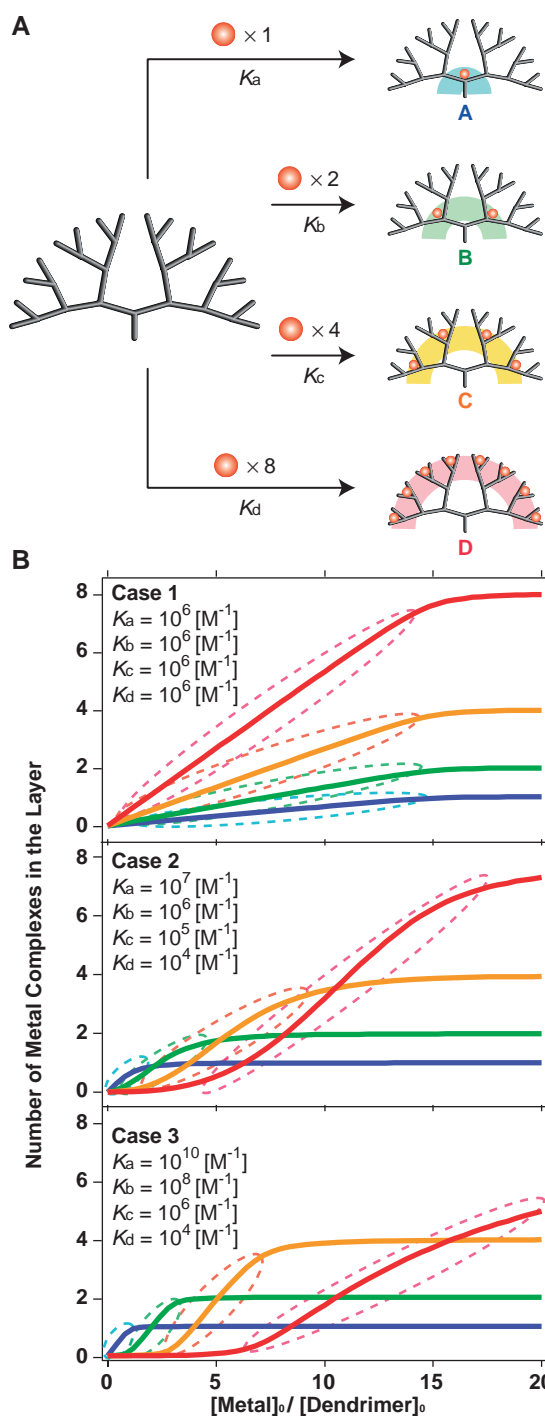 A
× 1
Ka
A
× 2
Kb
B
× 4
Kc
C
× 8
Kd
D
B
Number of Metal Complexes in the Layer
8
6
4
2
0
Case 1
Ka = 10^6 [M^-1]
Kb = 10^6 [M^-1]
Kc = 10^6 [M^-1]
Kd = 10^6 [M^-1]
8
6
4
2
0
Case 2
Ka = 10^7 [M^-1]
Kb = 10^6 [M^-1]
Kc = 10^5 [M^-1]
Kd = 10^4 [M^-1]
8
6
4
2
0
Case 3
Ka = 10^10 [M^-1]
Kb = 10^8 [M^-1]
Kc = 10^6 [M^-1]
Kd = 10^4 [M^-1]
0 5 10 15 20
[Metal]₀/ [Dendrimer]₀